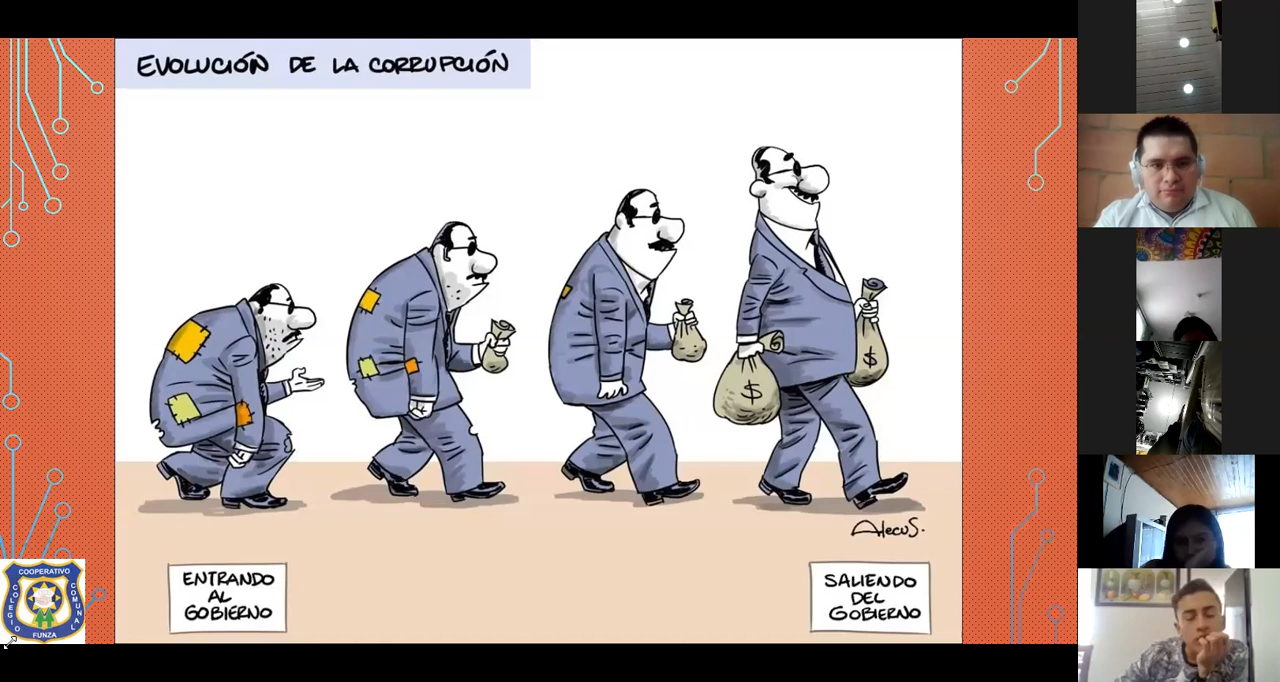 EVOLUCIÓN DE LA CORRUPCIÓN
$
$
Alecus.
ENTRANDO
AL
GOBIERNO
SALIENDO
DEL
GOBIERNO
COOPERATIVO
COLEGIO
COMUNAL
FUNZA